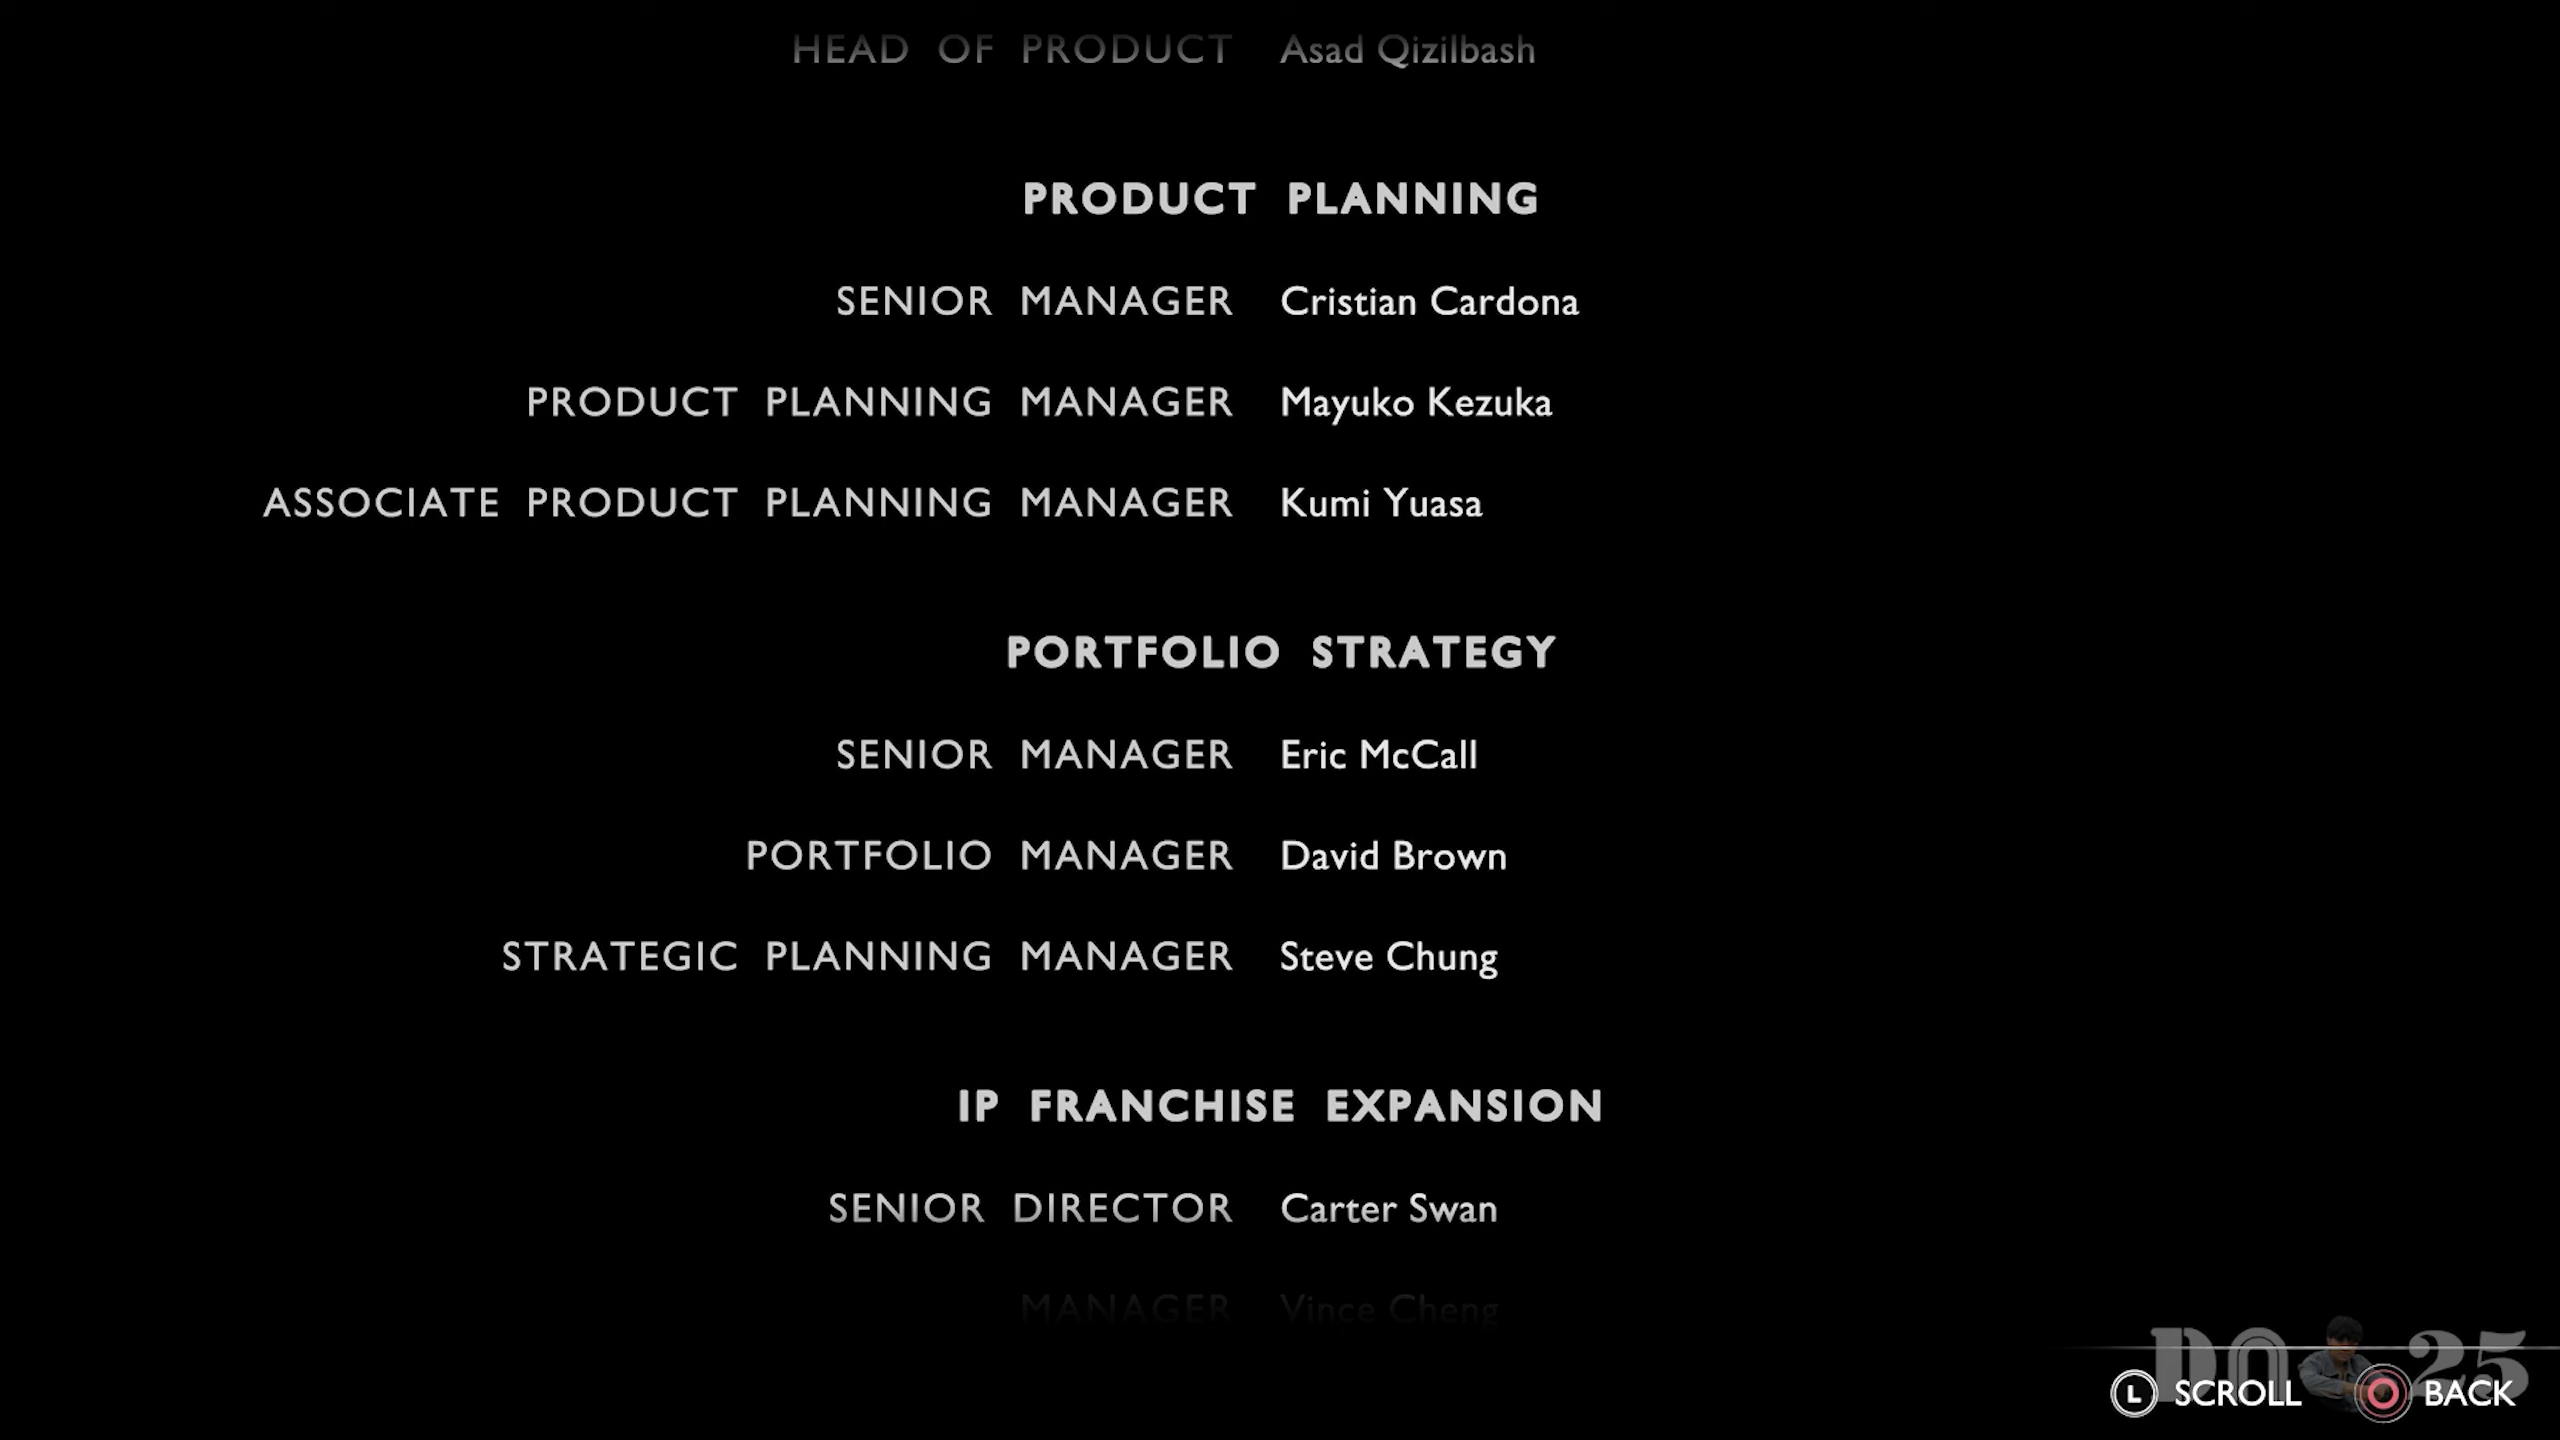 HEAD OF PRODUCT Asad Qizilbash
PRODUCT PLANNING
SENIOR MANAGER Cristian Cardona
PRODUCT PLANNING MANAGER Mayuko Kezuka
ASSOCIATE PRODUCT PLANNING MANAGER Kumi Yuasa
PORTFOLIO STRATEGY
SENIOR MANAGER Eric McCall
PORTFOLIO MANAGER David Brown
STRATEGIC PLANNING MANAGER Steve Chung
IP FRANCHISE EXPANSION
SENIOR DIRECTOR Carter Swan
MANAGER Vince Cheng
L SCROLL BACK
25